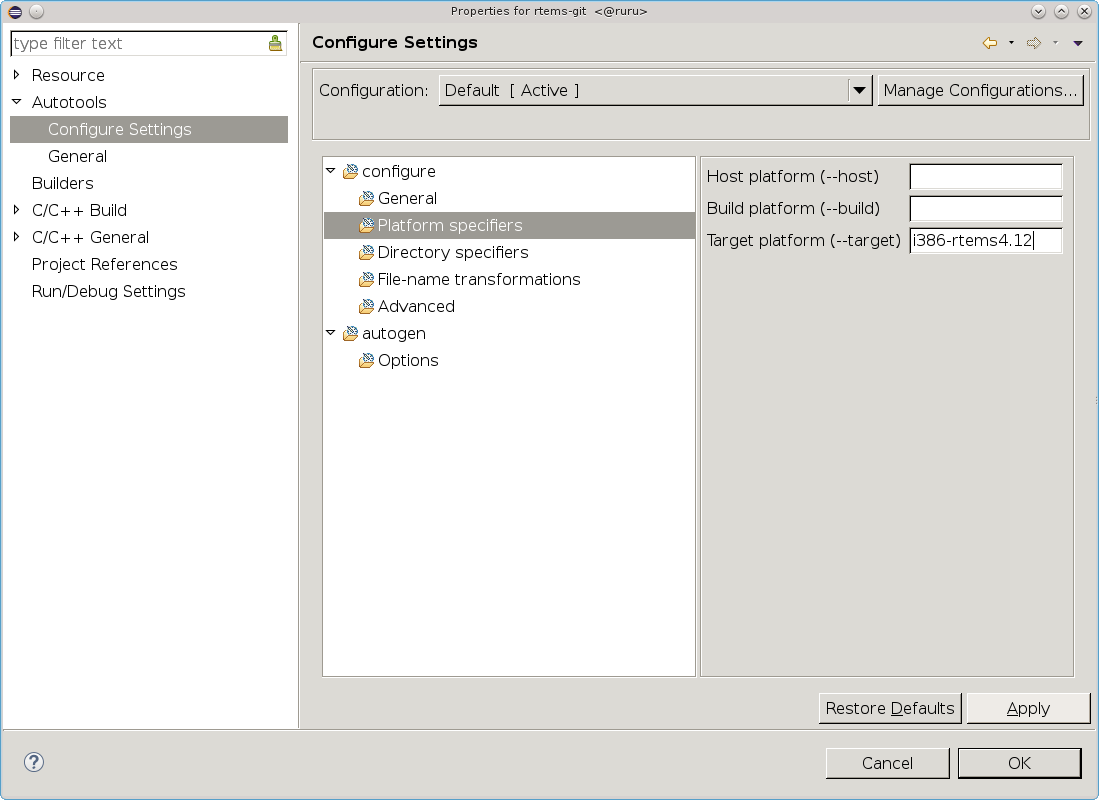 Properties for rtems-git <@ruru>
type filter text
Resource
Autotools
Configure Settings
General
Builders
C/C++ Build
C/C++ General
Project References
Run/Debug Settings
Configure Settings
Configuration:
Default [ Active ]
Manage Configurations...
configure
General
Platform specifiers
Directory specifiers
File-name transformations
Advanced
autogen
Options
Host platform (--host)
Build platform (--build)
Target platform (--target) i386-rtems4.12
Restore Defaults
Apply
?
Cancel
OK